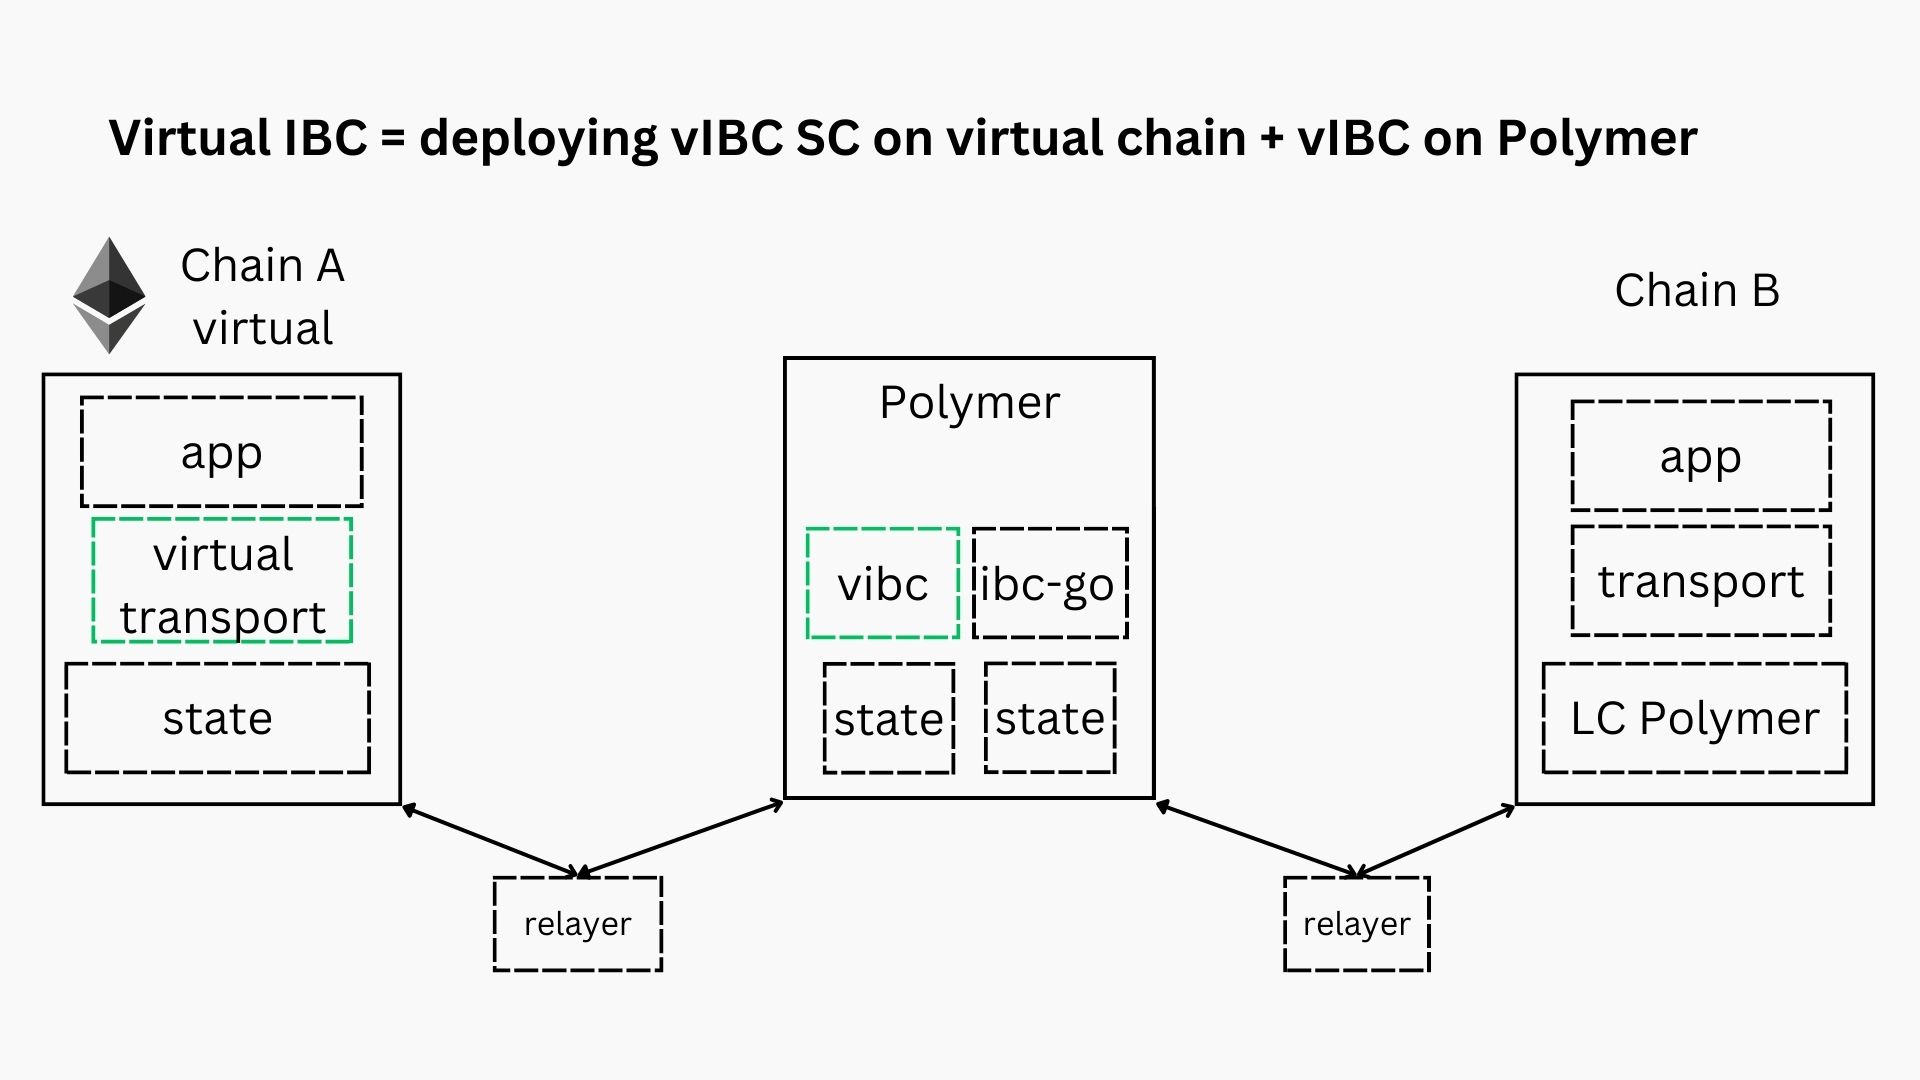 Virtual IBC = deploying vIBC SC on virtual chain + vIBC on Polymer
Chain A
virtual
app
virtual
transport
state
Polymer
vibc
ibc-go
state
state
Chain B
app
transport
LC Polymer
relayer
relayer